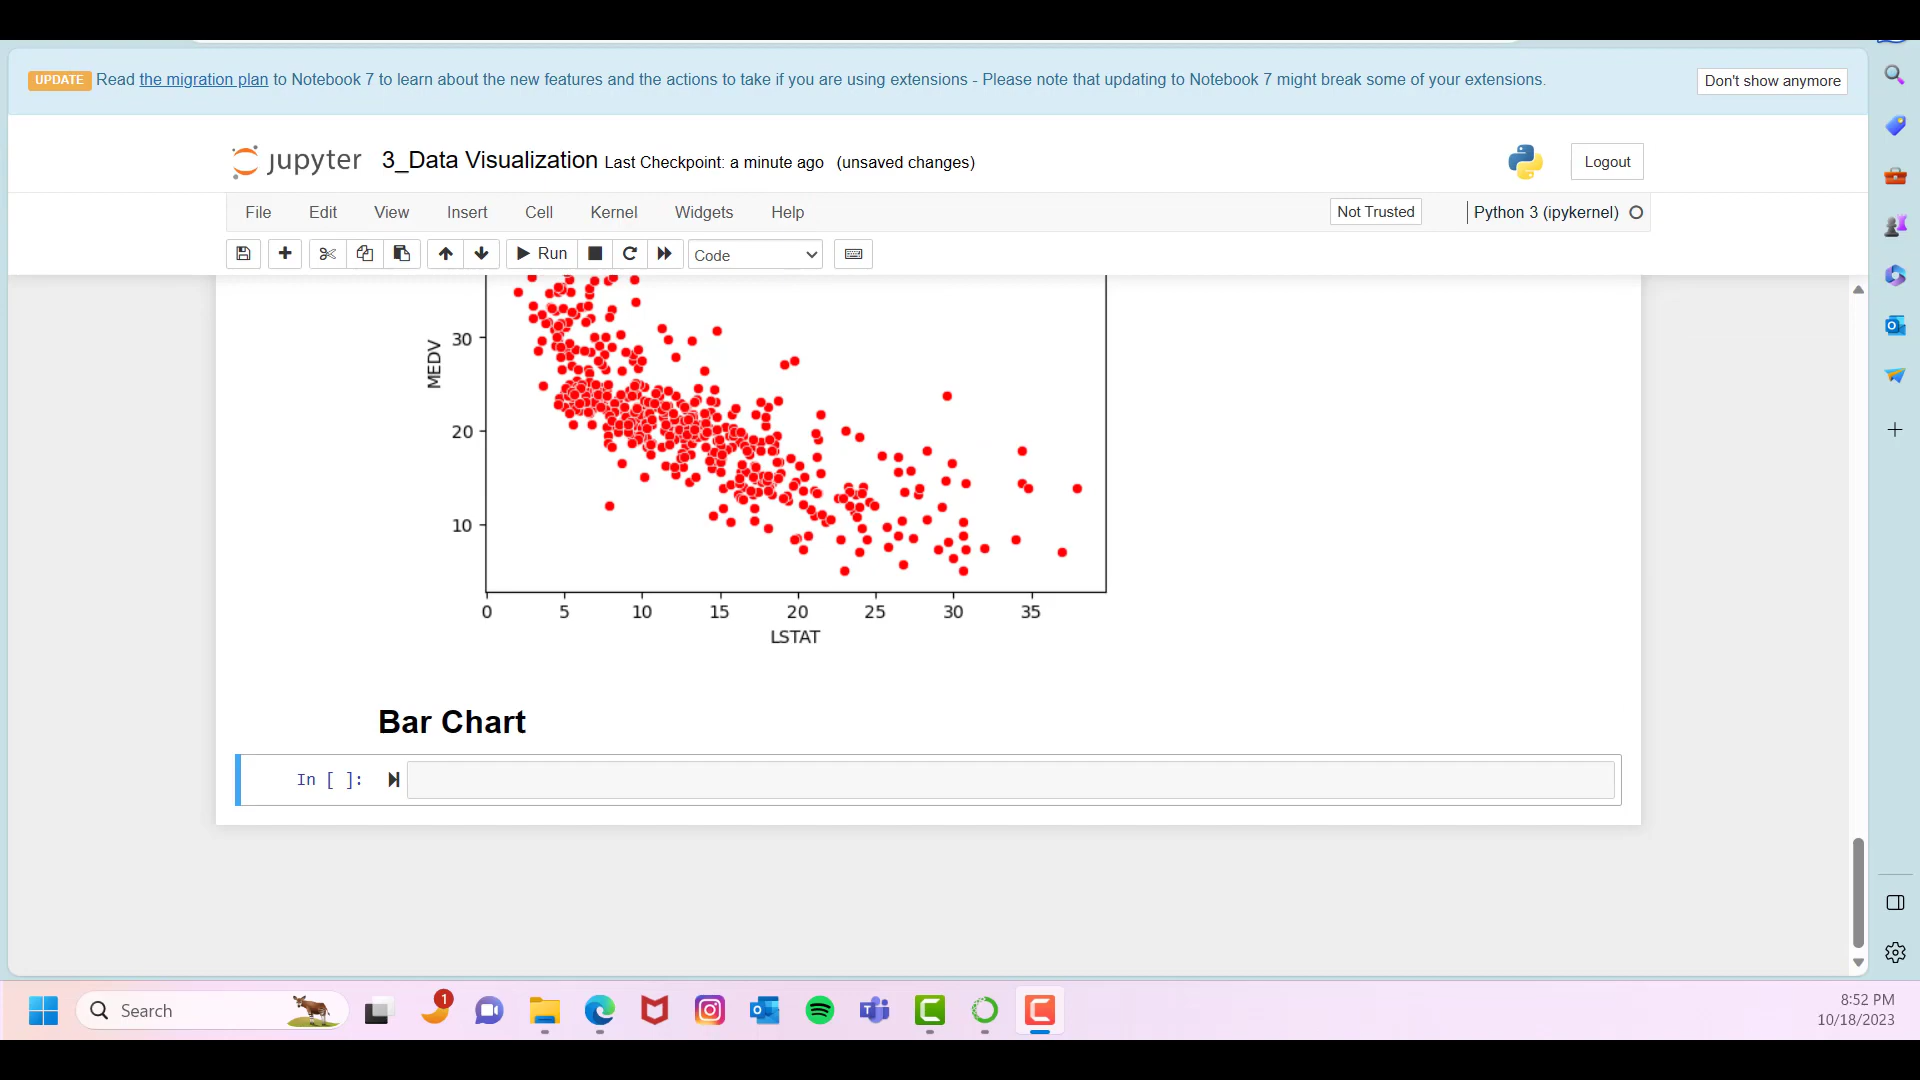 UPDATE Read the migration plan to Notebook 7 to learn about the new features and the actions to take if you are using extensions - Please note that updating to Notebook 7 might break some of your extensions.
Don't show anymore
jupyter 3_Data Visualization Last Checkpoint: a minute ago (unsaved changes)
Logout
File Edit View Insert Cell Kernel Widgets Help
Not Trusted
Python 3 (ipykernel)
Run
Code
MEDV
30
20
10
0 5 10 15 20 25 30 35
LSTAT
Bar Chart
In [ ]:
Search
1
8:52 PM
10/18/2023